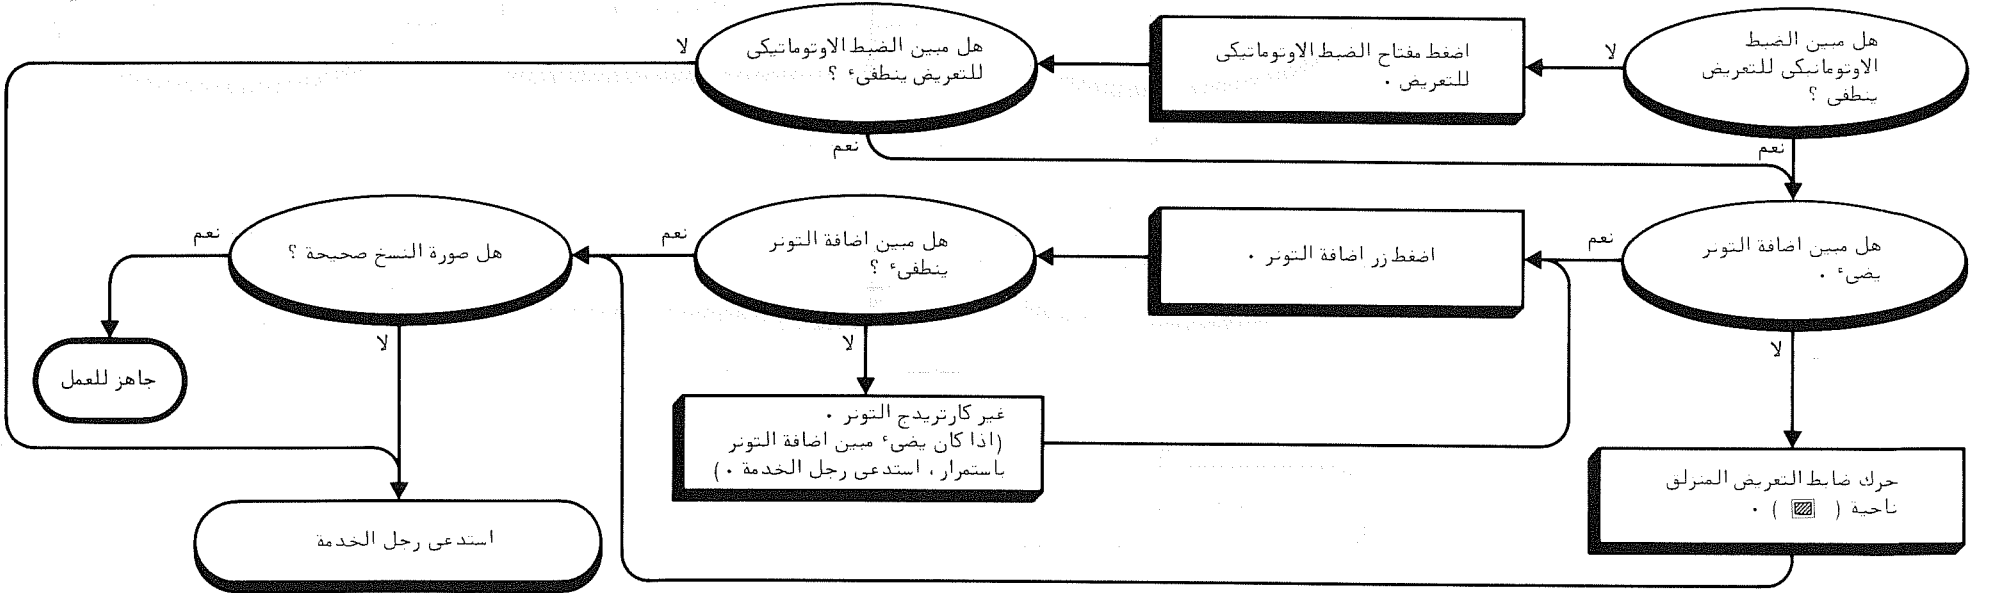 هل مبين الضبط
الاوتوماتيكى للتعريض
ينطفى ؟
لا
نعم
اضغط مفتاح الضبط الاوتوماتيكى
للتعريض .
هل مبين الضبط الاوتوماتيكى
للتعريض ينطفىء ؟
لا
نعم
هل مبين اضافة التونر
يضىء .
نعم
لا
اضغط زر اضافة التونر .
هل مبين اضافة التونر
ينطفىء ؟
نعم
لا
هل صورة النسخ صحيحة ؟
نعم
لا
جاهز للعمل
غير كارتريدج التونر .
(اذا كان يضىء مبين اضافة التونر
باستمرار ، استدعى رجل الخدمة . )
حرك ضابط التعريض المنزلق
ناحية ( ) .
استدعى رجل الخدمة